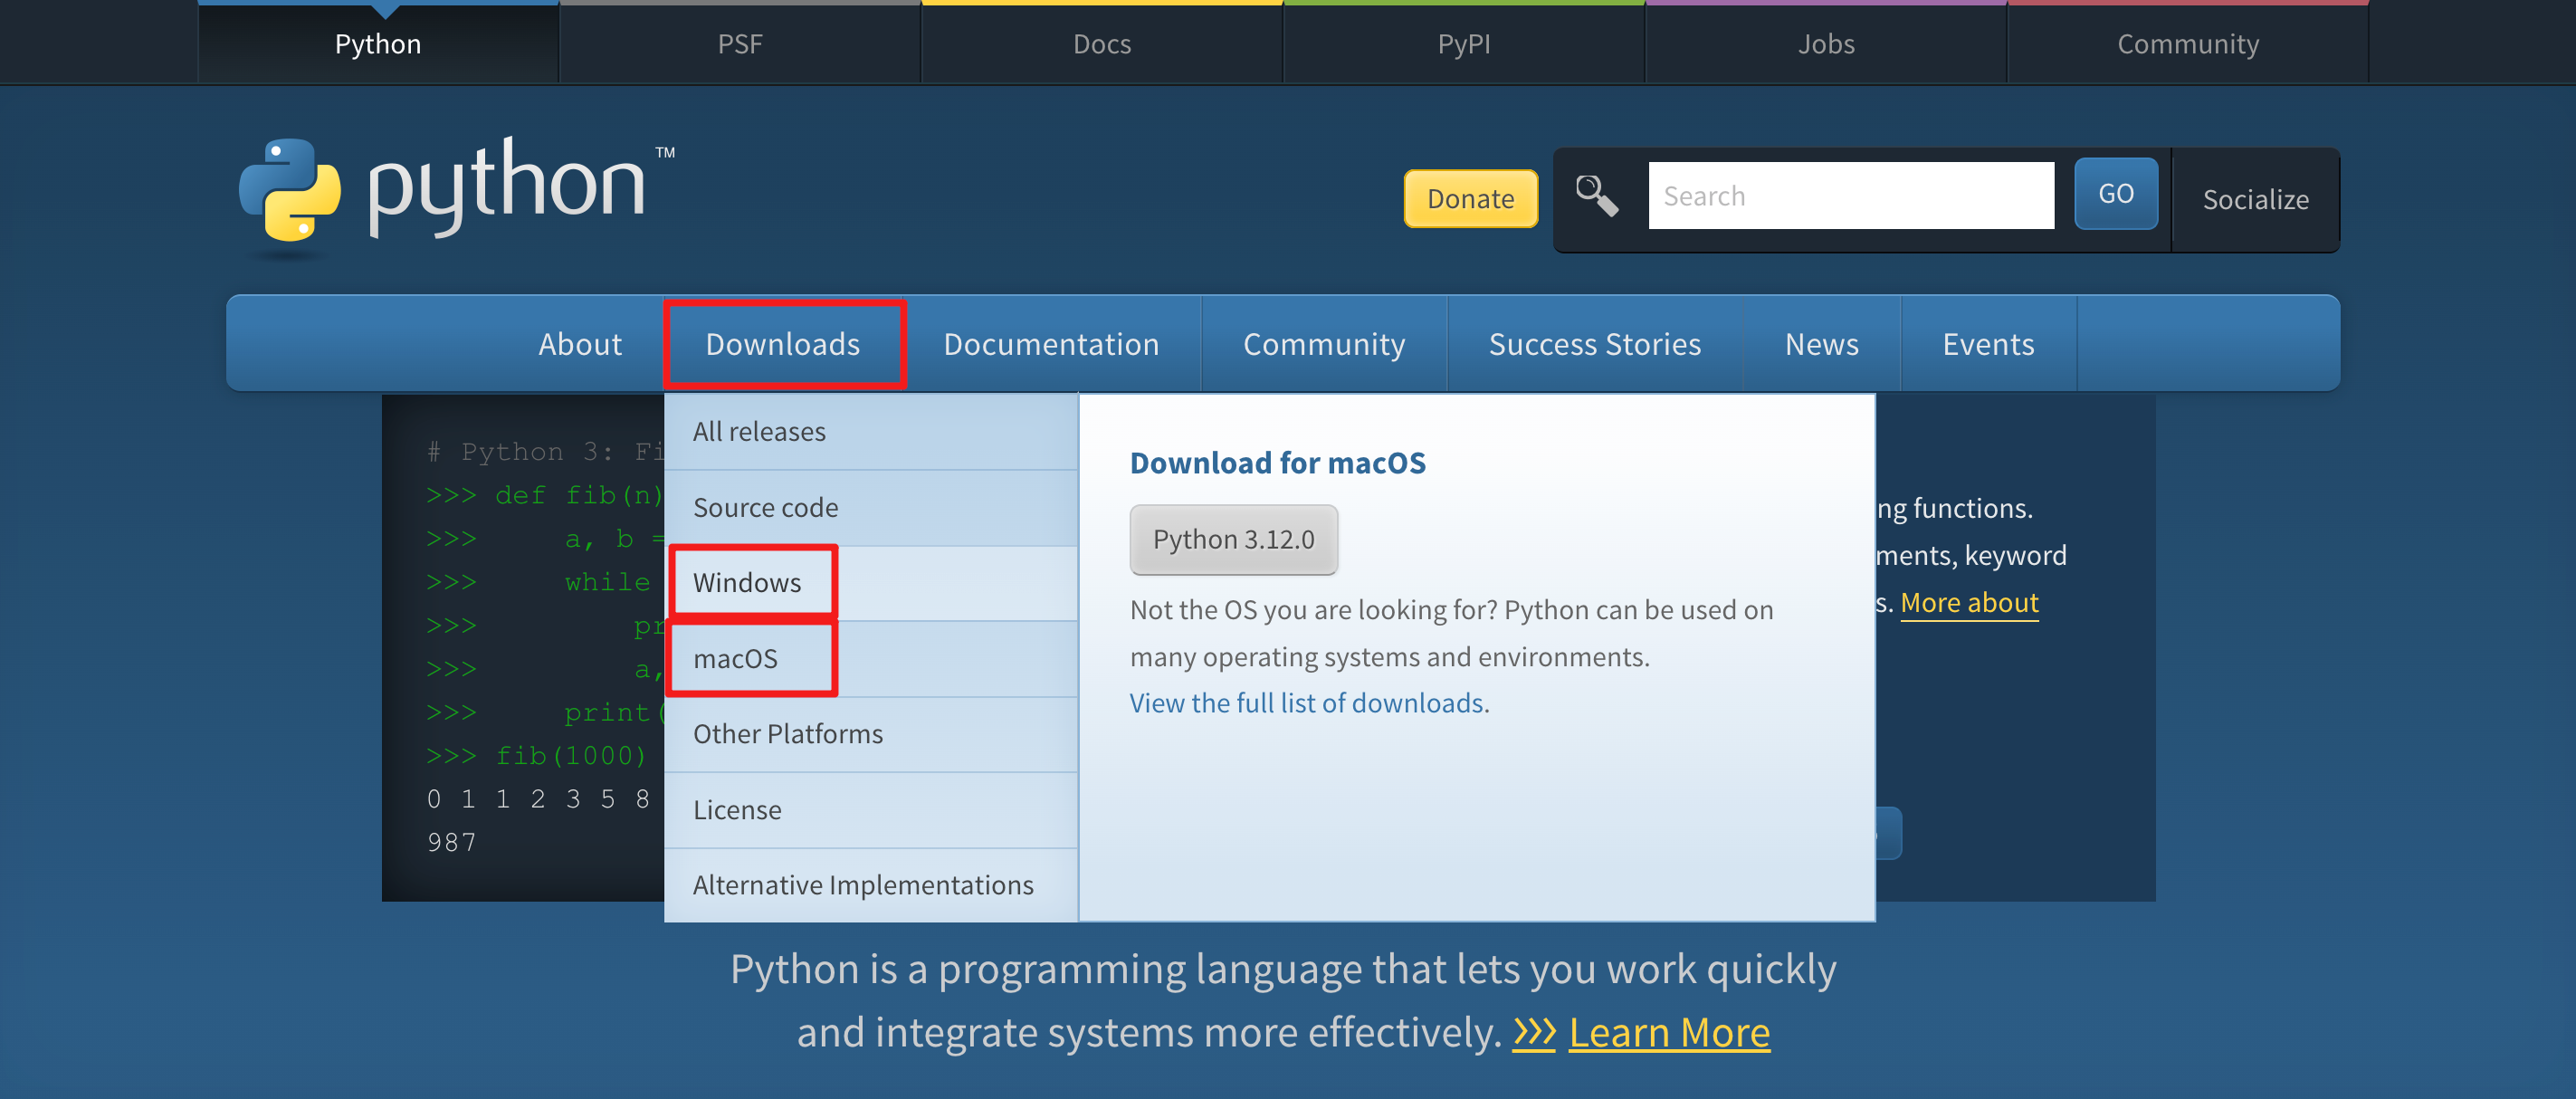 Python
PSF
Docs
PyPI
Jobs
Community
python™
Donate
Search
GO
Socialize
About
Downloads
Documentation
Community
Success Stories
News
Events
# Python 3: Fi
>>> def fib(n)
>>> a, b =
>>> while
>>> pr
>>> a,
>>> print(
>>> fib(1000)
0 1 1 2 3 5 8
987
All releases
Source code
Windows
macOS
Other Platforms
License
Alternative Implementations
Download for macOS
Python 3.12.0
Not the OS you are looking for? Python can be used on
many operating systems and environments.
View the full list of downloads.
ng functions.
ments, keyword
s. More about
Python is a programming language that lets you work quickly
and integrate systems more effectively. >>> Learn More